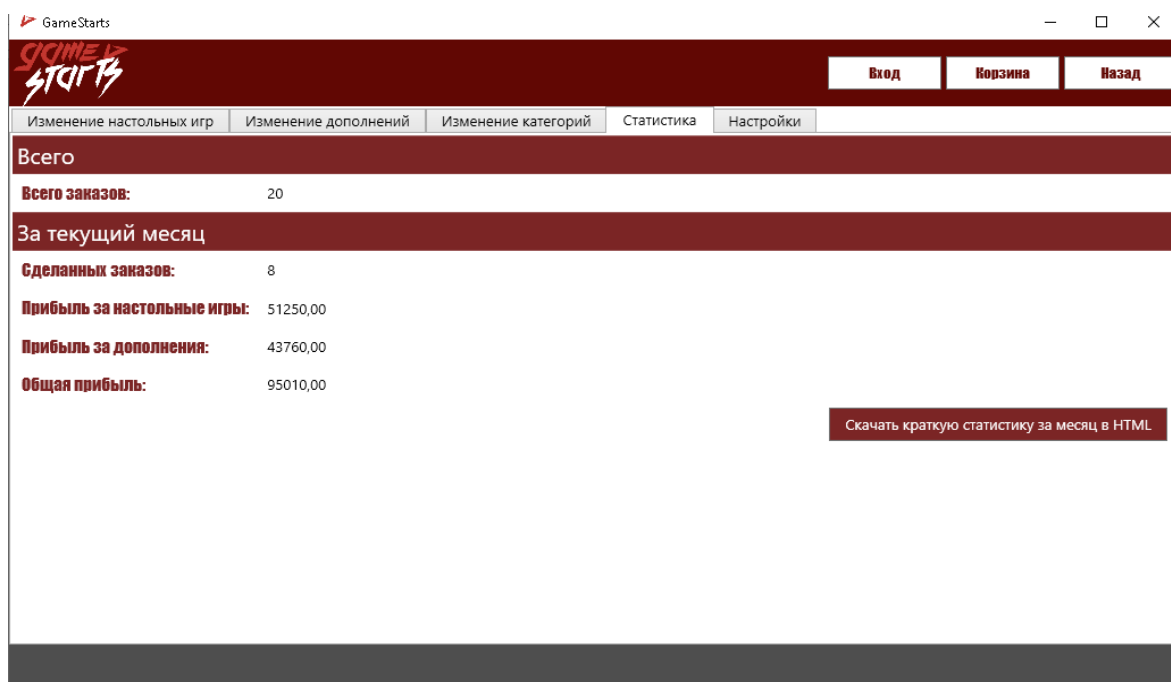 GameStarts
game
starts
Вход Корзина Назад
Изменение настольных игр Изменение дополнений Изменение категорий Статистика Настройки
Всего
Всего заказов: 20
За текущий месяц
Сделанных заказов: 8
Прибыль за настольные игры: 51250,00
Прибыль за дополнения: 43760,00
Общая прибыль: 95010,00
Скачать краткую статистику за месяц в HTML